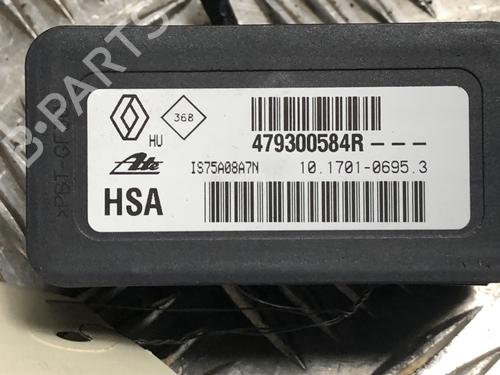 368
HU
479300584R---
Ate
IS75A08A7N 10.1701-0695.3
HSA
B-PARTS